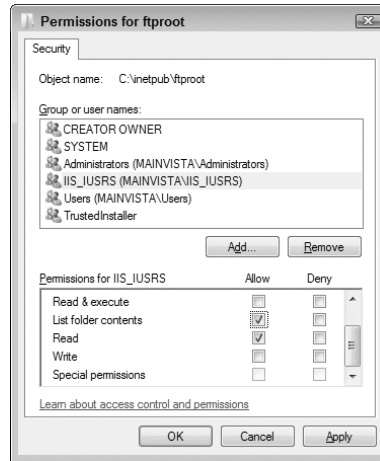 Permissions for ftproot
Security
Object name: C:\inetpub\ftproot
Group or user names:
CREATOR OWNER
SYSTEM
Administrators (MAINVISTA\Administrators)
IIS_IUSRS (MAINVISTA\IIS_IUSRS)
Users (MAINVISTA\Users)
TrustedInstaller
Add... Remove
Permissions for IIS_IUSRS Allow Deny
Read & execute
List folder contents
Read
Write
Special permissions
Learn about access control and permissions
OK Cancel Apply